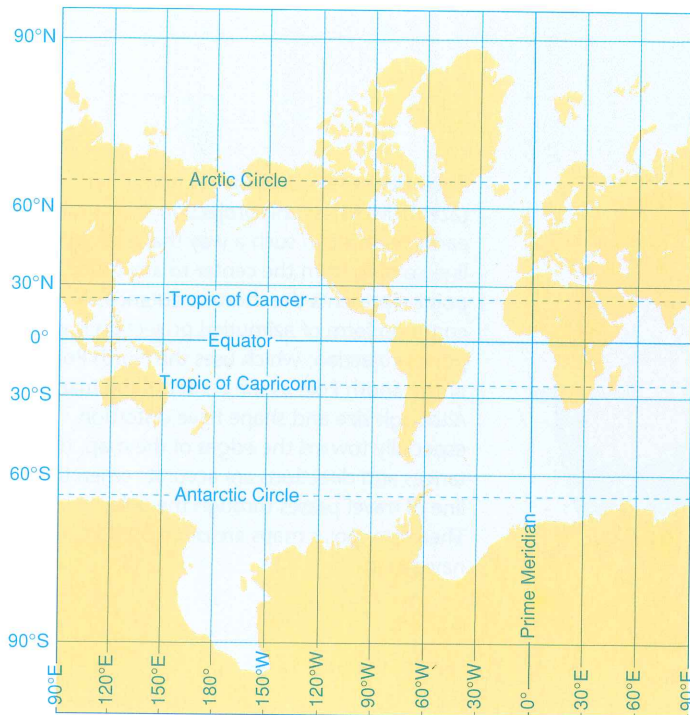 90°N
Arctic Circle
60°N
30°N
Tropic of Cancer
0°
Equator
Tropic of Capricorn
30°S
60°S
Antarctic Circle
Prime Meridian
90°S
90°E
120°E
150°E
180°
150°W
120°W
90°W
60°W
30°W
0°
30°E
60°E
90°E